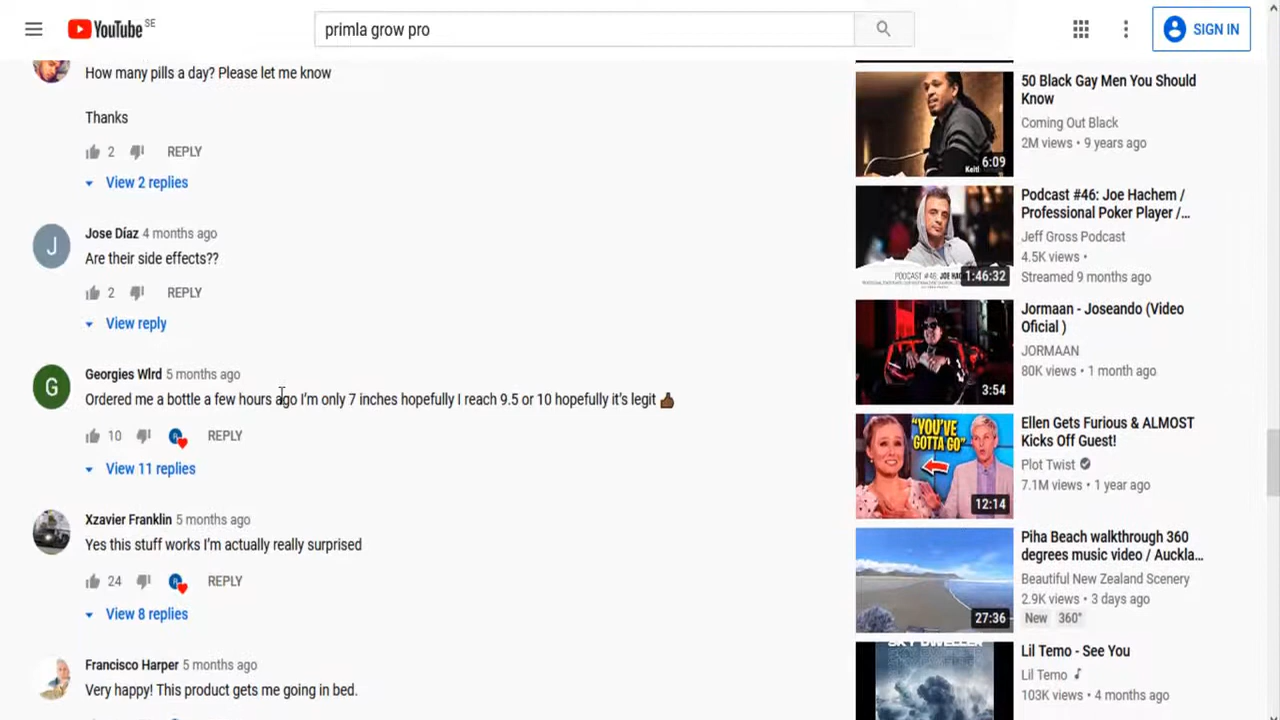 YouTube SE
primla grow pro
SIGN IN
How many pills a day? Please let me know
Thanks
2 REPLY
View 2 replies
Jose Díaz 4 months ago
Are their side effects??
2 REPLY
View reply
Georgies Wlrd 5 months ago
Ordered me a bottle a few hours ago I'm only 7 inches hopefully I reach 9.5 or 10 hopefully it's legit
10 REPLY
View 11 replies
Xzavier Franklin 5 months ago
Yes this stuff works I'm actually really surprised
24 REPLY
View 8 replies
Francisco Harper 5 months ago
Very happy! This product gets me going in bed.
Keith
6:09
50 Black Gay Men You Should
Know
Coming Out Black
2M views • 9 years ago
PODCAST #46: JOE HACH
1:46:32
Podcast #46: Joe Hachem /
Professional Poker Player /...
Jeff Gross Podcast
4.5K views •
Streamed 9 months ago
3:54
Jormaan - Joseando (Video
Oficial )
JORMAAN
80K views • 1 month ago
"YOU'VE
GOTTA GO"
12:14
Ellen Gets Furious & ALMOST
Kicks Off Guest!
Plot Twist
7.1M views • 1 year ago
27:36
Piha Beach walkthrough 360
degrees music video / Auckla...
Beautiful New Zealand Scenery
2.9K views • 3 days ago
New 360°
Lil Temo - See You
Lil Temo
103K views • 4 months ago